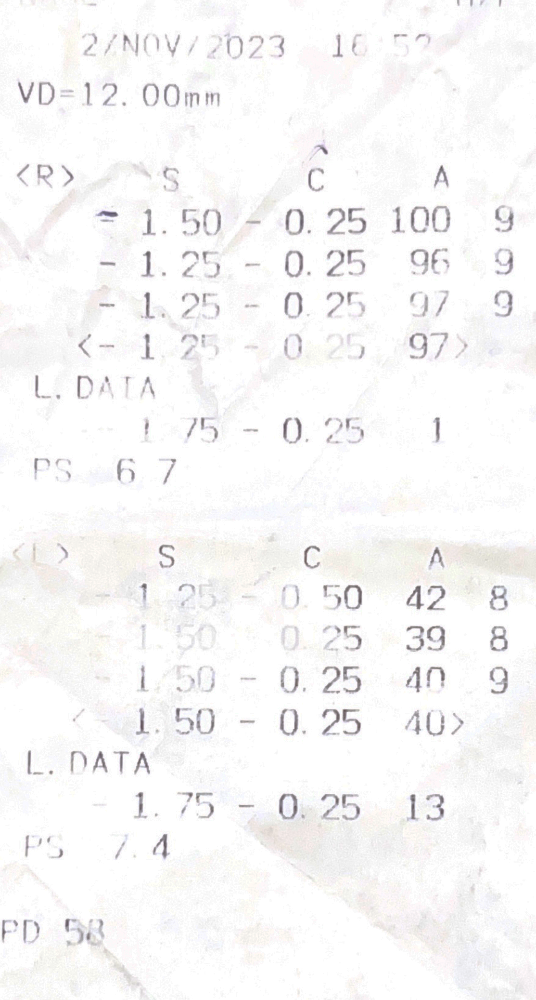 2/NOV/2023 16:52
VD=12.00mm
<R> S C A
- 1.50 - 0.25 100 9
- 1.25 - 0.25 96 9
- 1.25 - 0.25 97 9
<- 1.25 - 0.25 97>
L.DATA
- 1.75 - 0.25 1
PS 6.7
<L> S C A
- 1.25 - 0.50 42 8
- 1.50 0.25 39 8
- 1.50 - 0.25 40 9
<- 1.50 - 0.25 40>
L.DATA
- 1.75 - 0.25 13
PS 7.4
PD 58